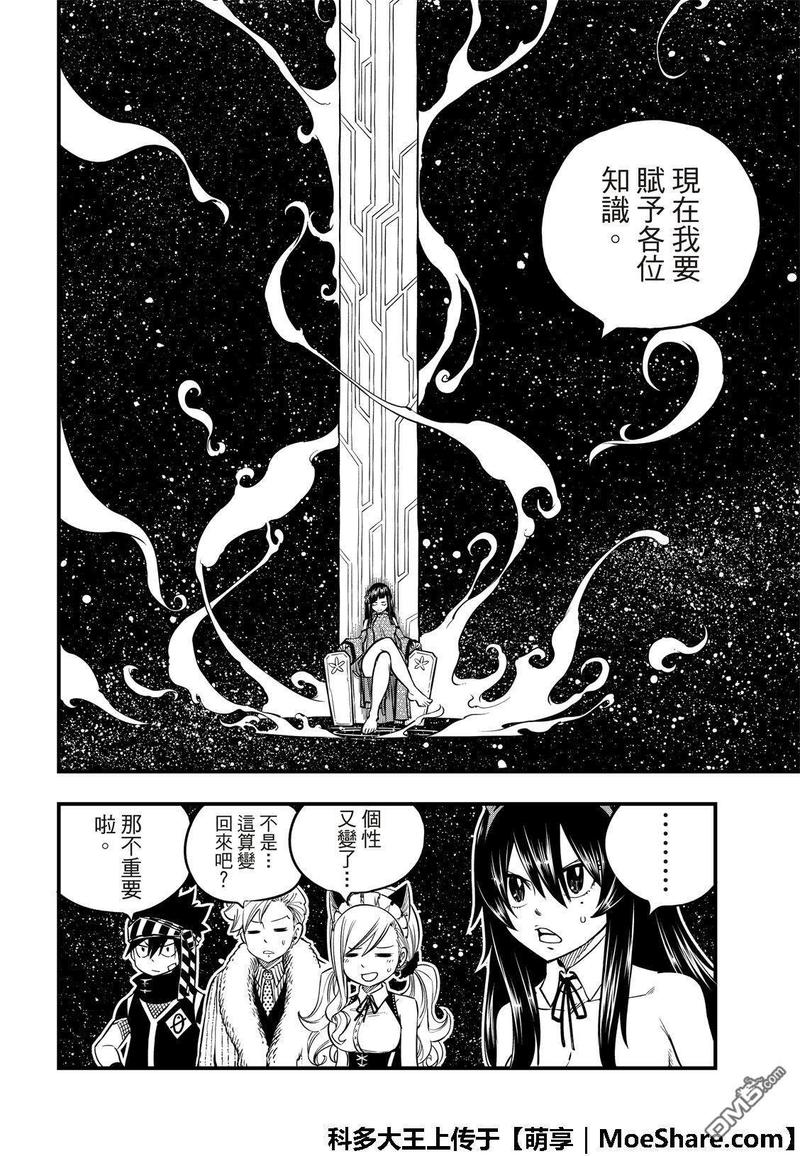 現在我要
賦予各位
知識。
………
個性
又變了…
不是…
這算變
回來吧？
那不重要
啦。
DM5.com
科多大王上传于【萌享｜MoeShare.com】